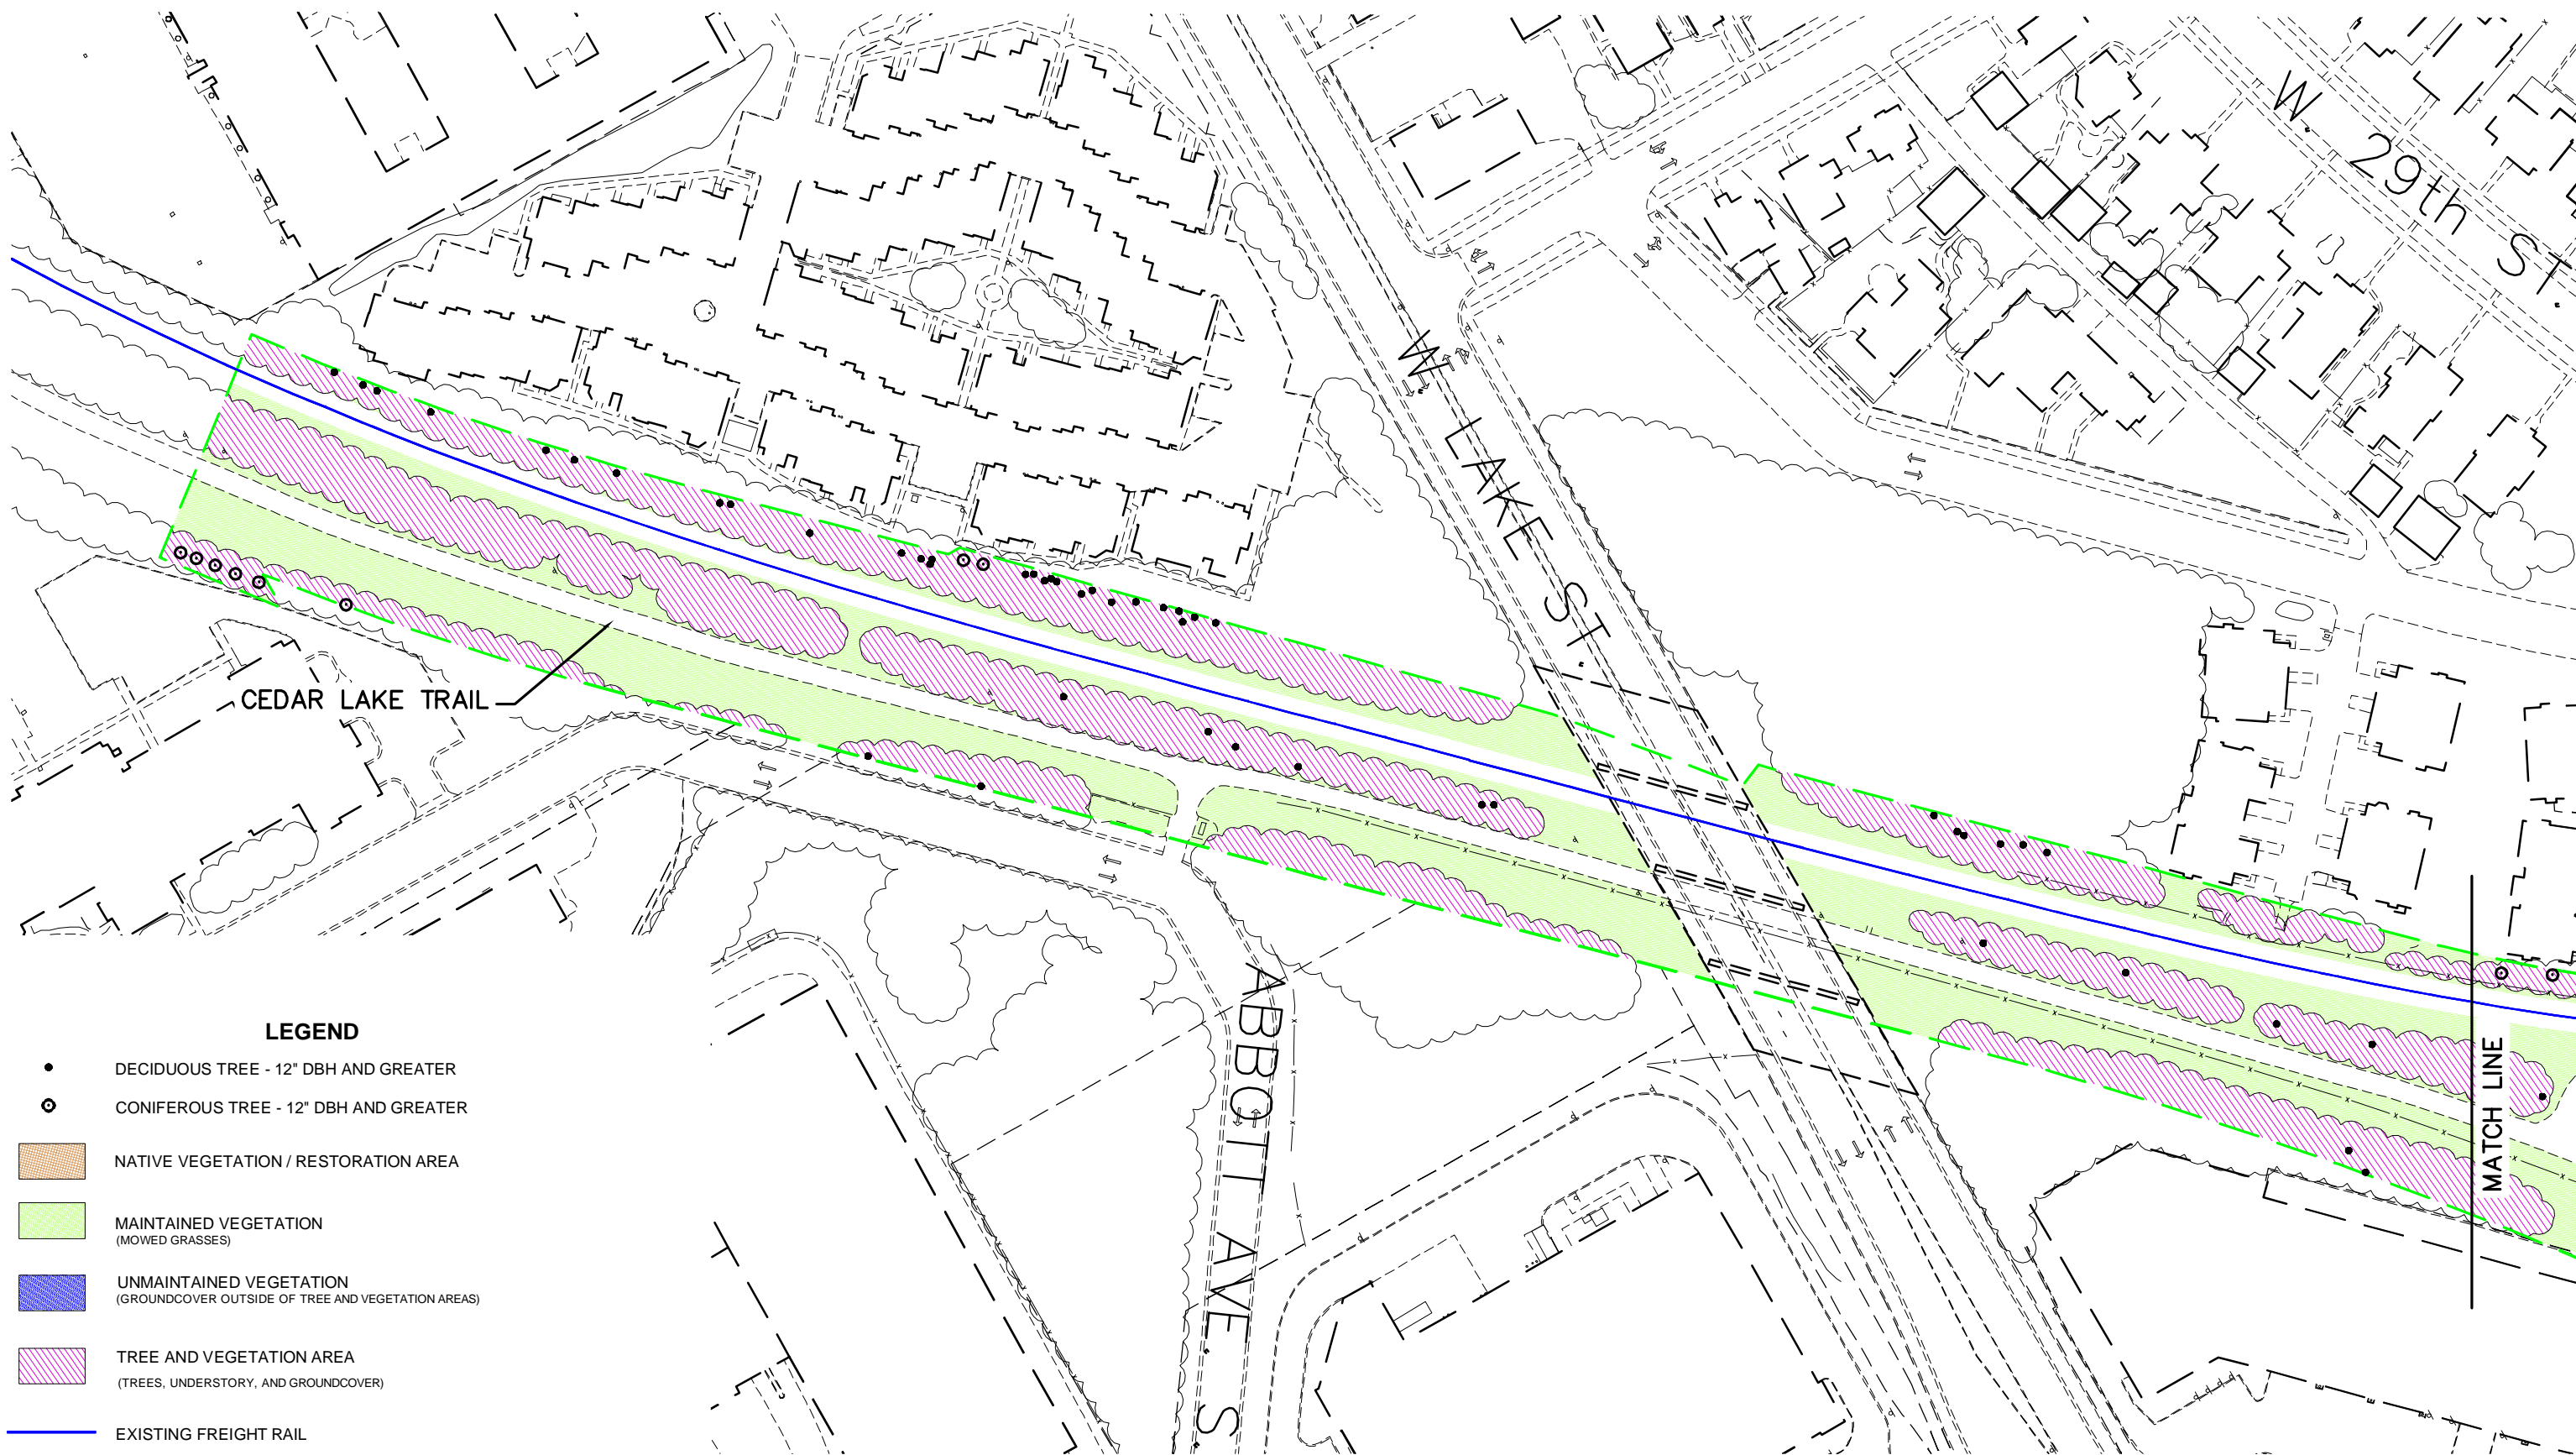 W 29th ST.
W LAKE ST.
CEDAR LAKE TRAIL
ABBOTT AVE. S.
MATCH LINE
LEGEND
DECIDUOUS TREE - 12" DBH AND GREATER
CONIFEROUS TREE - 12" DBH AND GREATER
NATIVE VEGETATION / RESTORATION AREA
MAINTAINED VEGETATION
(MOWED GRASSES)
UNMAINTAINED VEGETATION
(GROUNDCOVER OUTSIDE OF TREE AND VEGETATION AREAS)
TREE AND VEGETATION AREA
(TREES, UNDERSTORY, AND GROUNDCOVER)
EXISTING FREIGHT RAIL